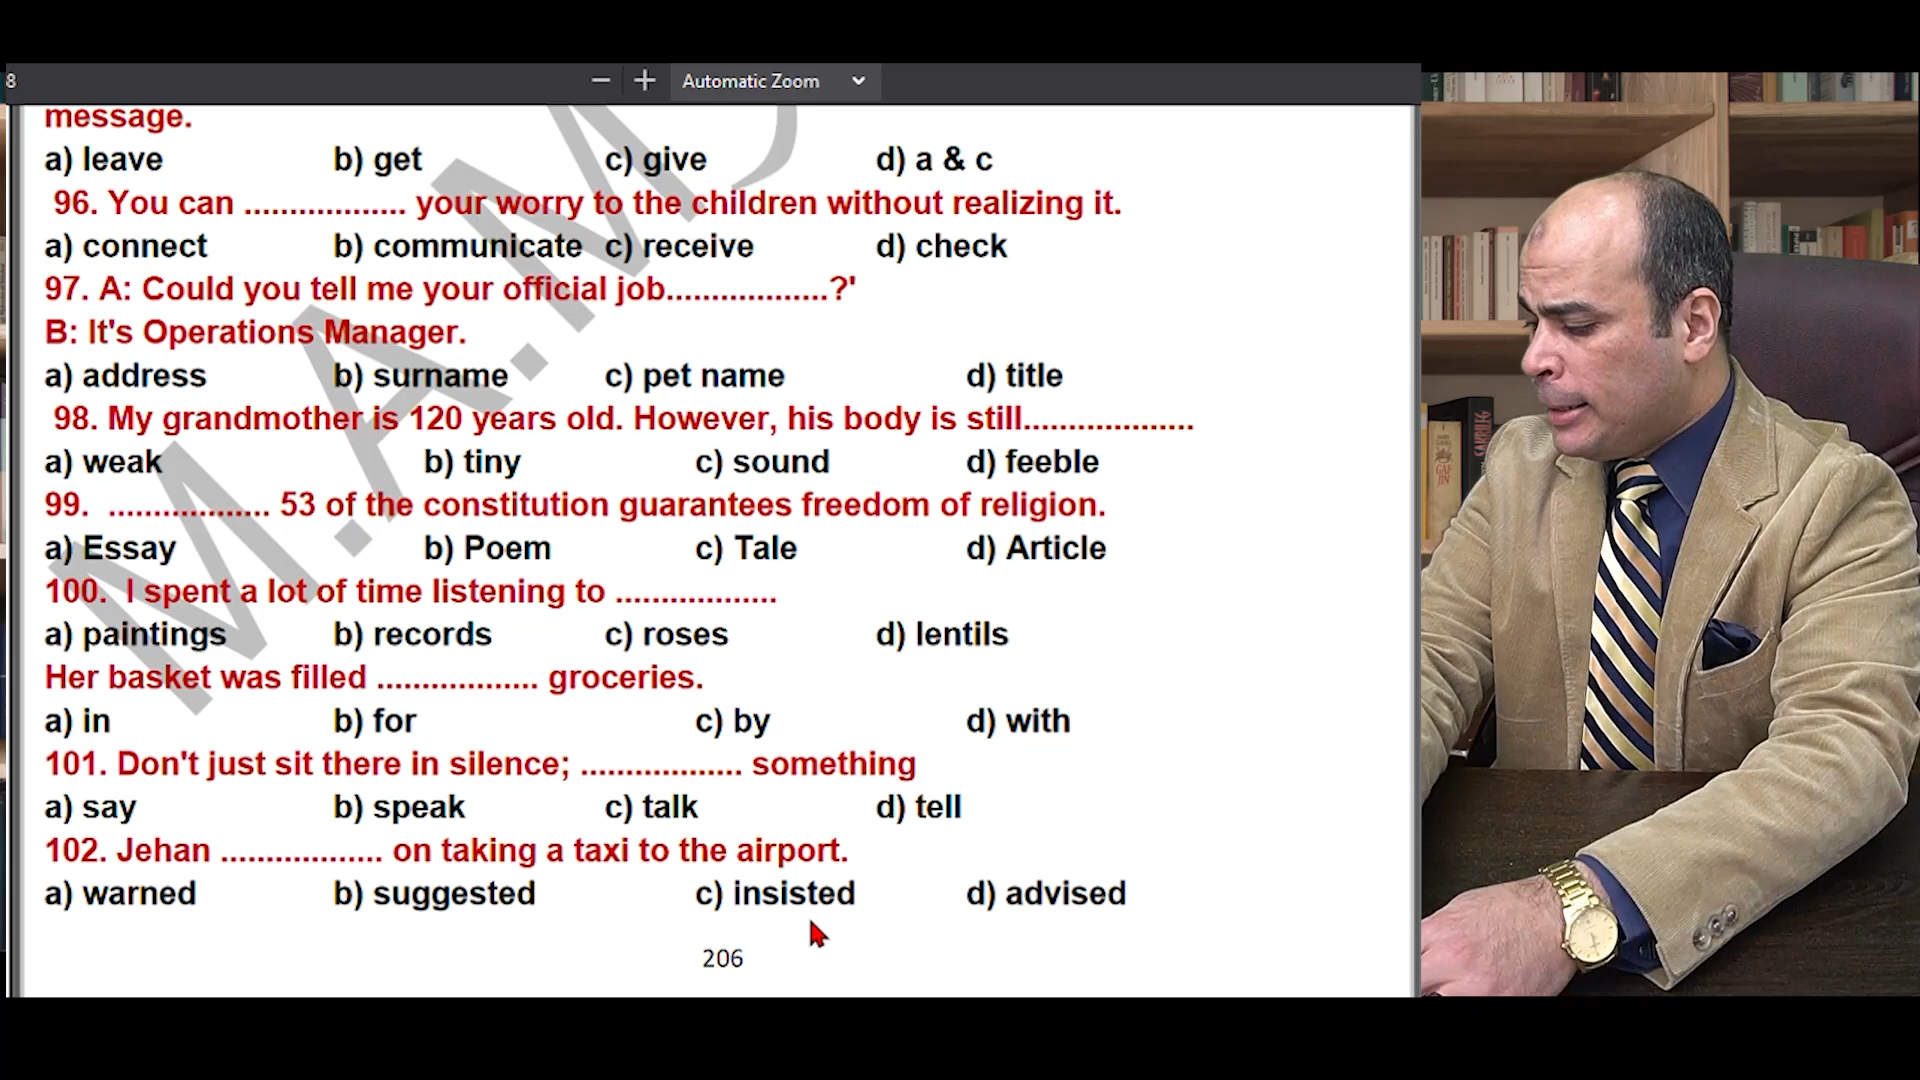 8
Automatic Zoom
message.
a) leave b) get c) give d) a & c
96. You can .................. your worry to the children without realizing it.
a) connect b) communicate c) receive d) check
97. A: Could you tell me your official job..................?'
B: It's Operations Manager.
a) address b) surname c) pet name d) title
98. My grandmother is 120 years old. However, his body is still...................
a) weak b) tiny c) sound d) feeble
99. .................. 53 of the constitution guarantees freedom of religion.
a) Essay b) Poem c) Tale d) Article
100. I spent a lot of time listening to ..................
a) paintings b) records c) roses d) lentils
Her basket was filled .................. groceries.
a) in b) for c) by d) with
101. Don't just sit there in silence; .................. something
a) say b) speak c) talk d) tell
102. Jehan .................. on taking a taxi to the airport.
a) warned b) suggested c) insisted d) advised
206